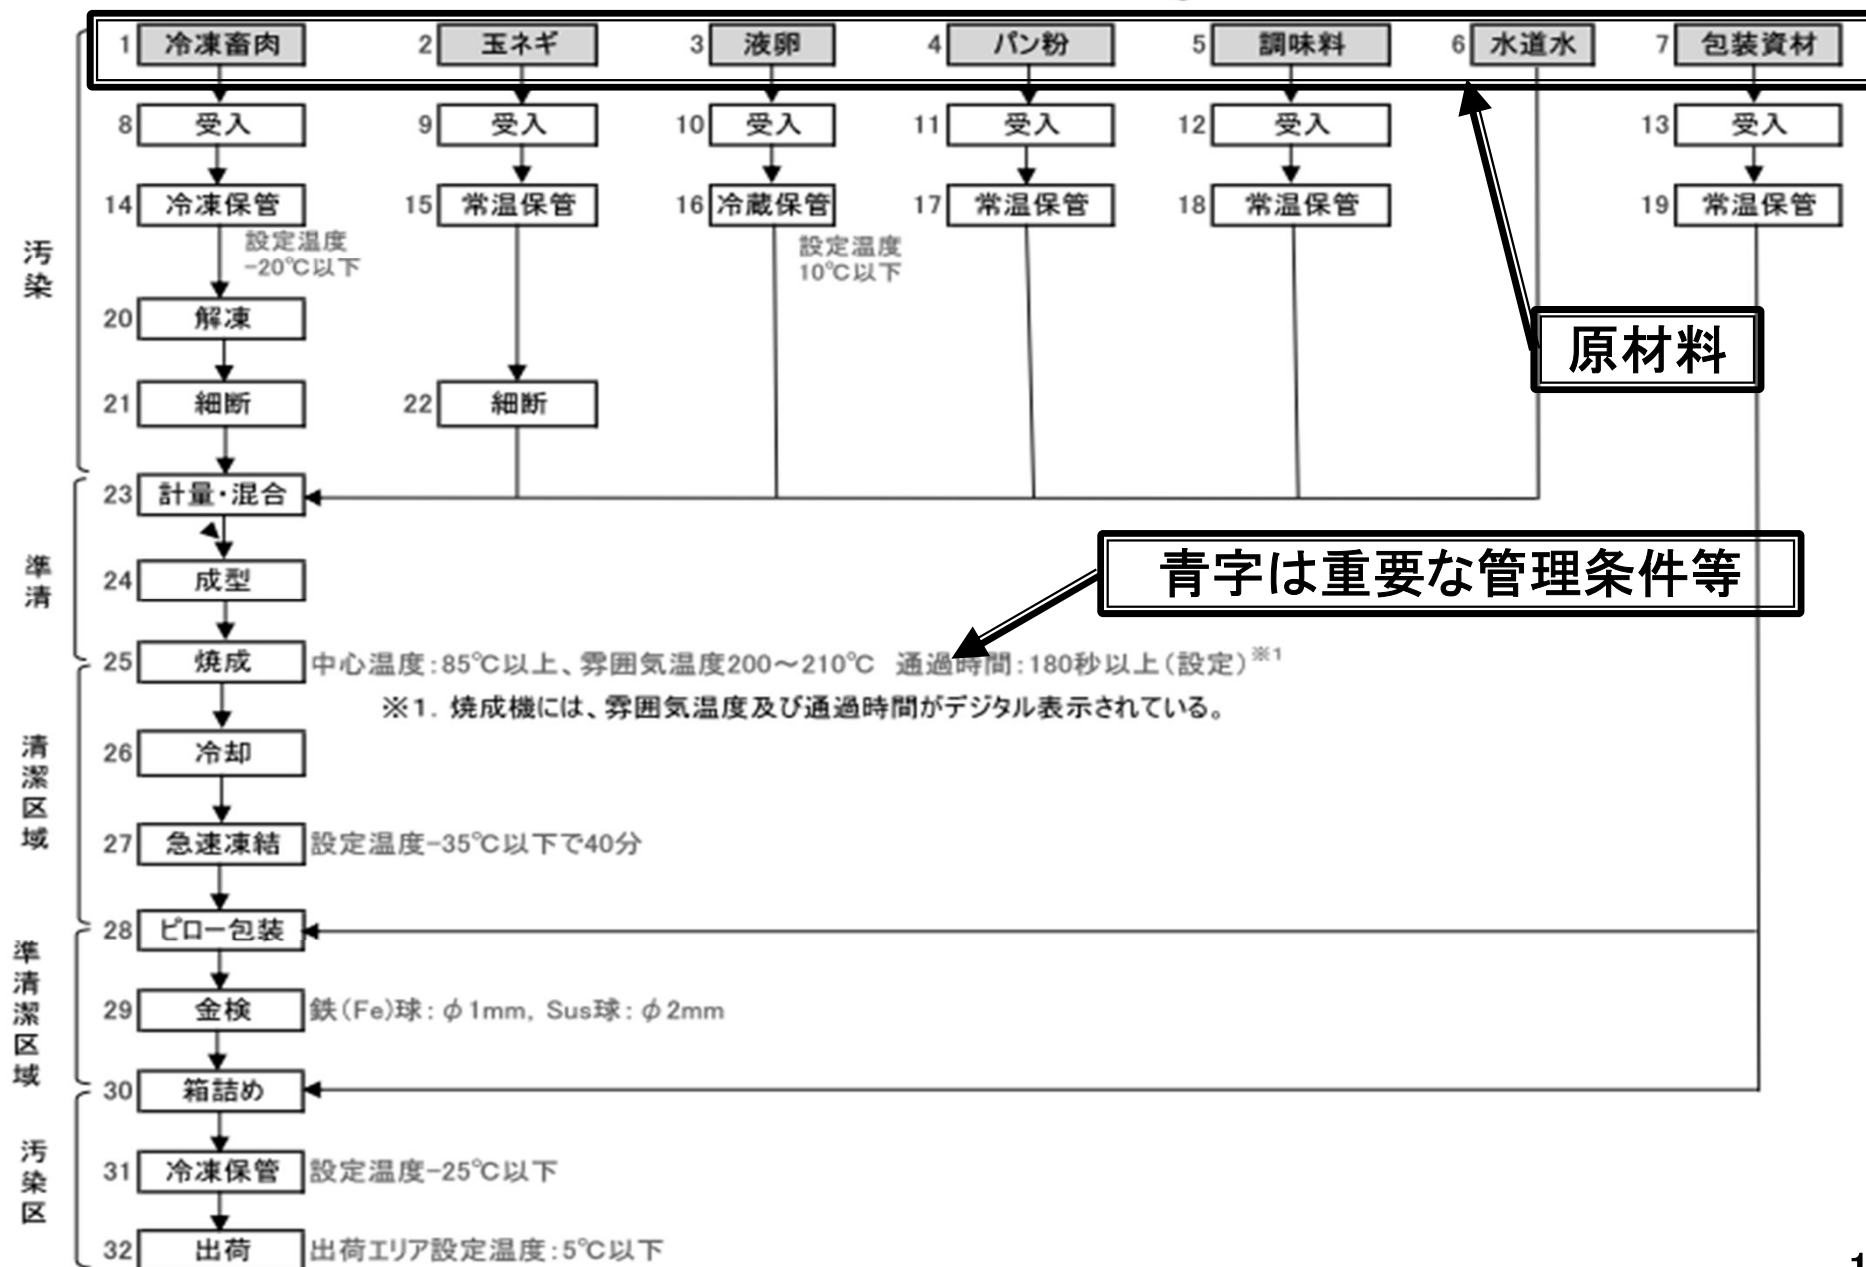 1 冷凍畜肉 2 玉ネギ 3 液卵 4 パン粉 5 調味料 6 水道水 7 包装資材
8 受入 9 受入 10 受入 11 受入 12 受入 13 受入
14 冷凍保管 15 常温保管 16 冷蔵保管 17 常温保管 18 常温保管 19 常温保管
設定温度
-20℃以下
設定温度
10℃以下
汚染
20 解凍
原材料
21 細断 22 細断
23 計量・混合
準清
青字は重要な管理条件等
24 成型
25 焼成 中心温度:85℃以上、雰囲気温度200～210℃ 通過時間:180秒以上(設定)※1
※1. 焼成機には、雰囲気温度及び通過時間がデジタル表示されている。
清潔区域
26 冷却
27 急速凍結 設定温度-35℃以下で40分
28 ピロー包装
準清潔区域
29 金検 鉄(Fe)球:φ1mm, Sus球:φ2mm
30 箱詰め
汚染区
31 冷凍保管 設定温度-25℃以下
32 出荷 出荷エリア設定温度:5℃以下